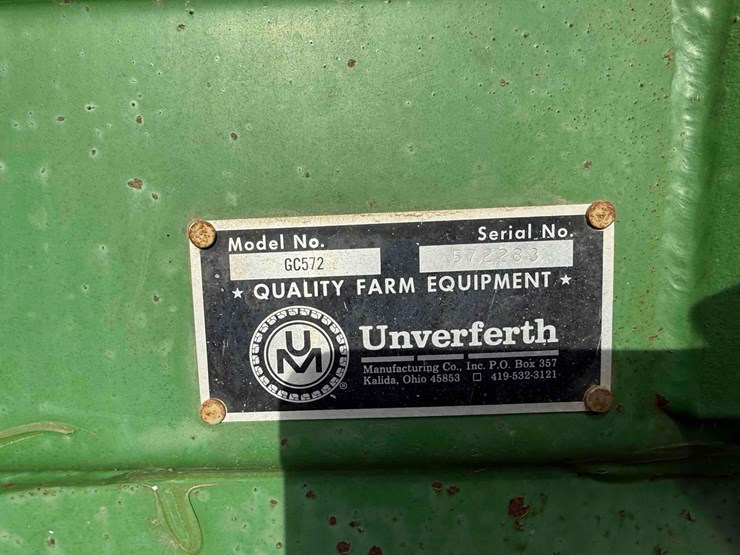 Model No. Serial No.
GC572 572283
★ QUALITY FARM EQUIPMENT ★
UM ®
Unverferth
Manufacturing Co., Inc. P.O. Box 357
Kalida, Ohio 45853 □ 419-532-3121